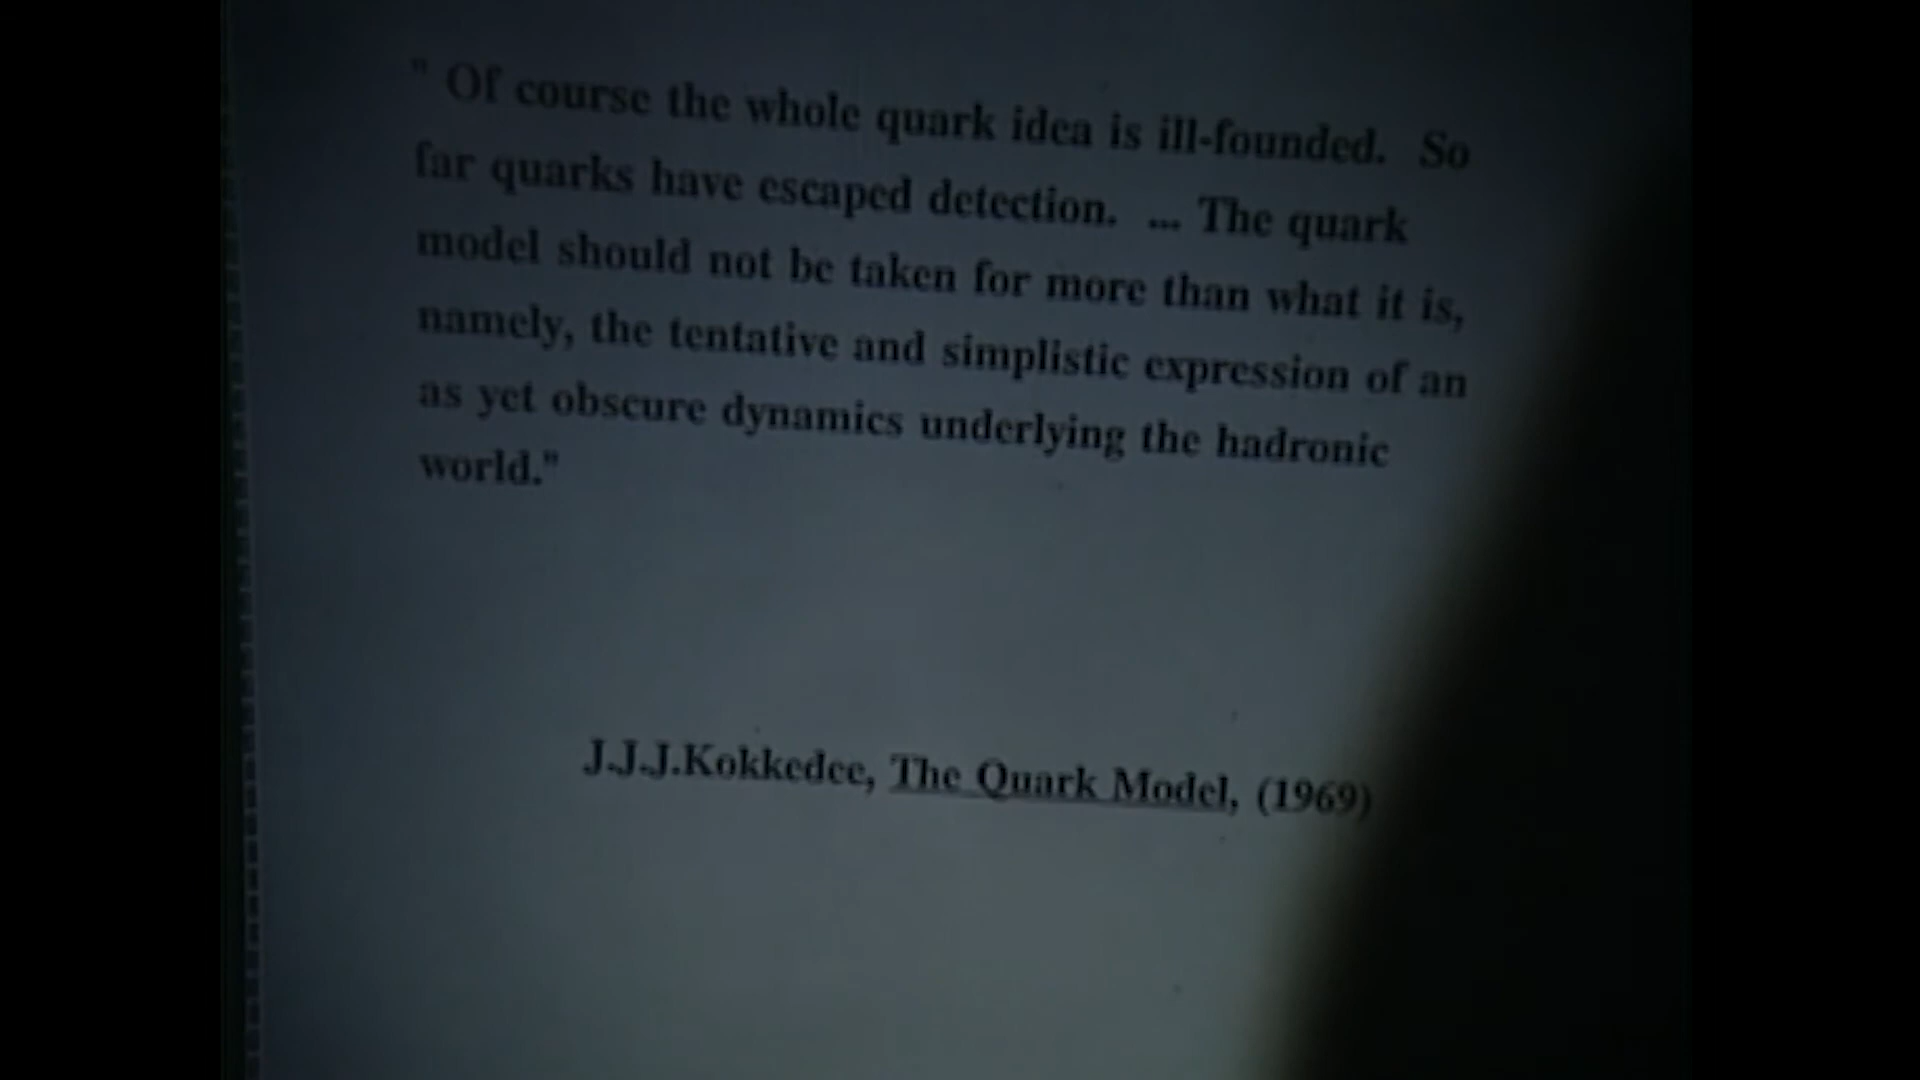 " Of course the whole quark idea is ill-founded. So
far quarks have escaped detection. ... The quark
model should not be taken for more than what it is,
namely, the tentative and simplistic expression of an
as yet obscure dynamics underlying the hadronic
world."
J.J.J.Kokkedee, The Quark Model, (1969)